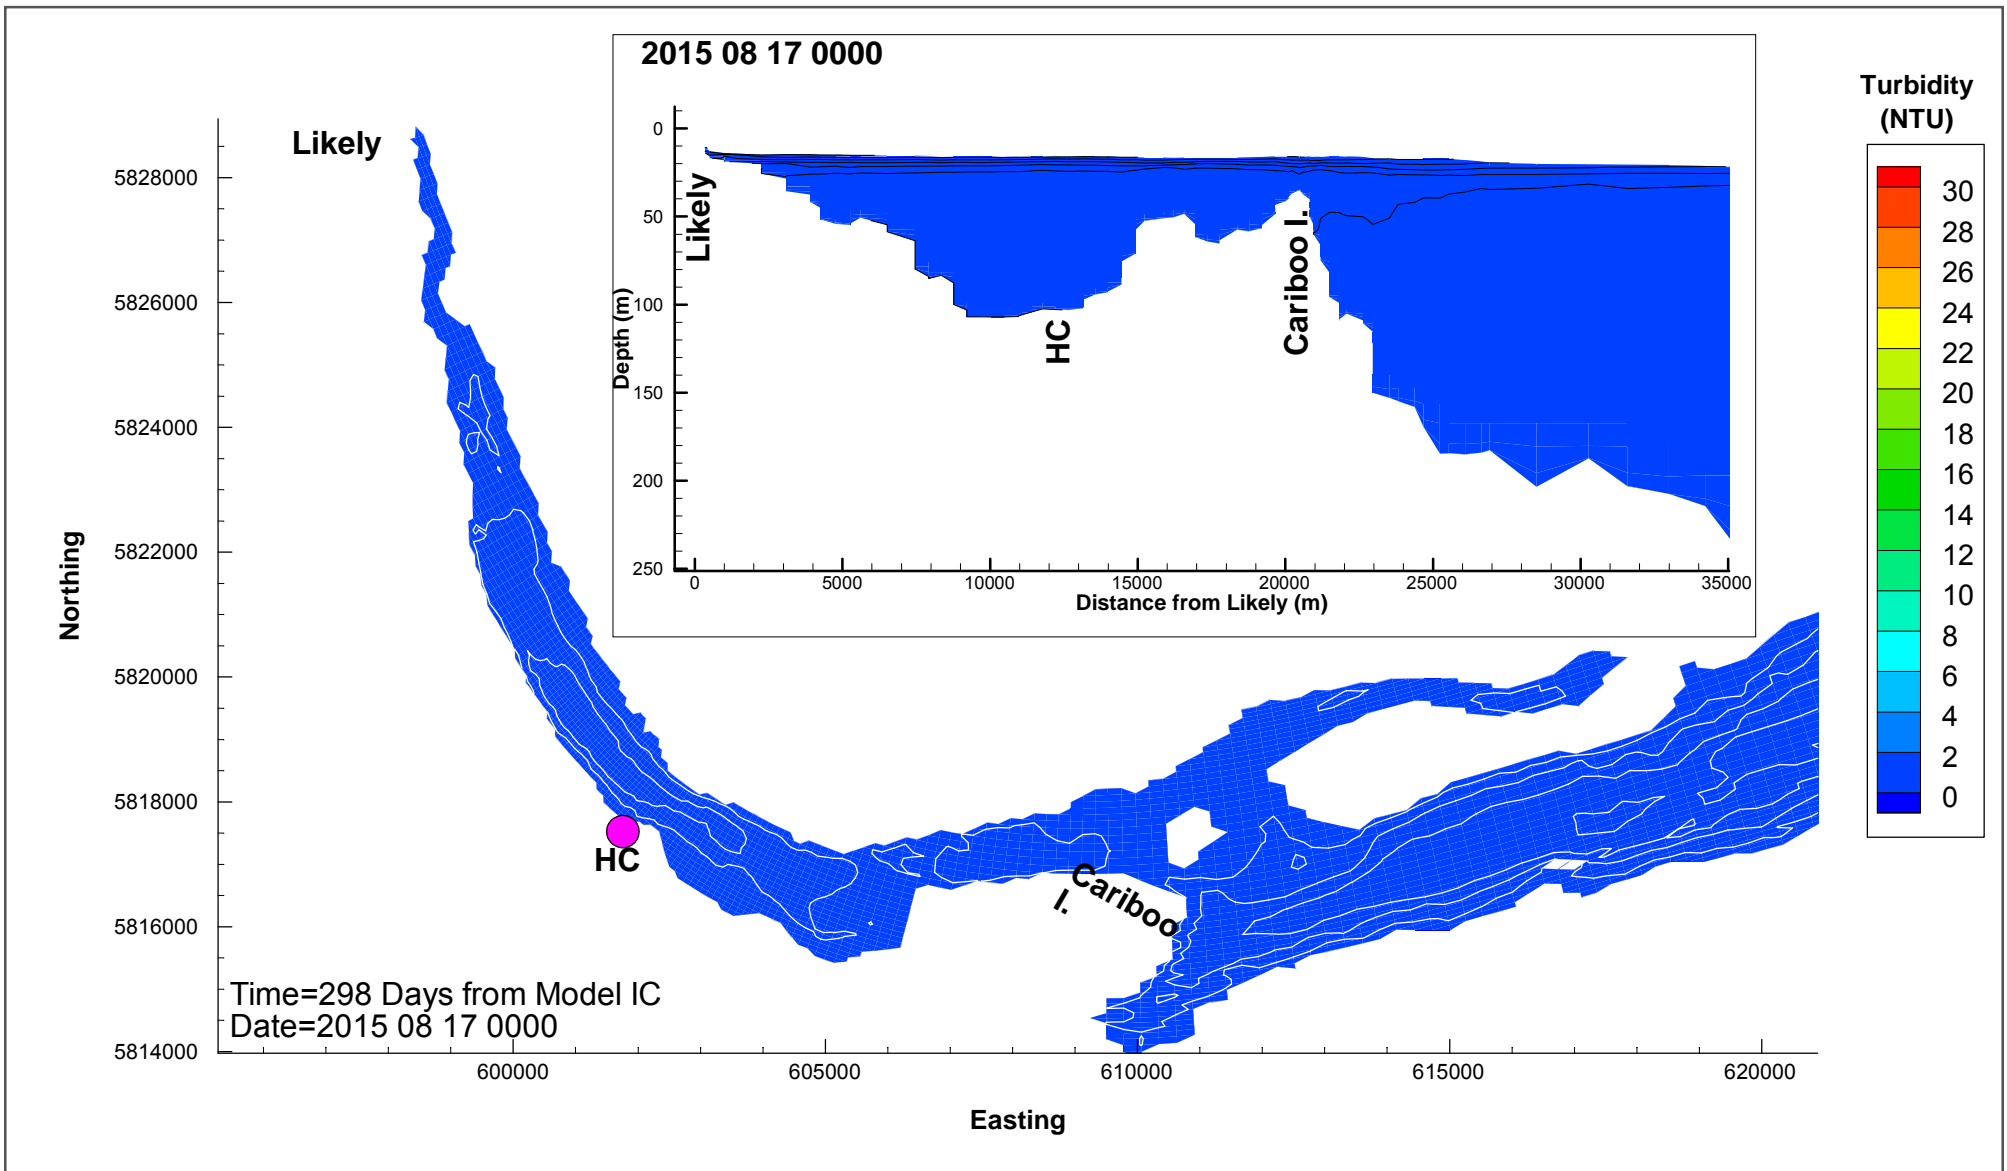 2015 08 17 0000
Turbidity
(NTU)
30
28
26
24
22
20
18
16
14
12
10
8
6
4
2
0
Likely
0
50
100
150
200
250
Depth (m)
Likely
HC
Cariboo I.
0
5000
10000
15000
20000
25000
30000
35000
Distance from Likely (m)
5828000
5826000
5824000
5822000
5820000
5818000
5816000
5814000
Northing
HC
Cariboo
I.
Time=298 Days from Model IC
Date=2015 08 17 0000
600000
605000
610000
615000
620000
Easting